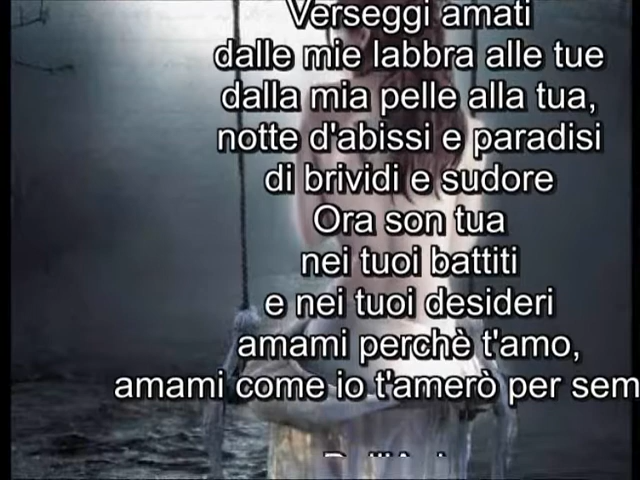 Verseggi amati
dalle mie labbra alle tue
dalla mia pelle alla tua,
notte d'abissi e paradisi
di brividi e sudore
Ora son tua
nei tuoi battiti
e nei tuoi desideri
amami perchè t'amo,
amami come io t'amerò per sem